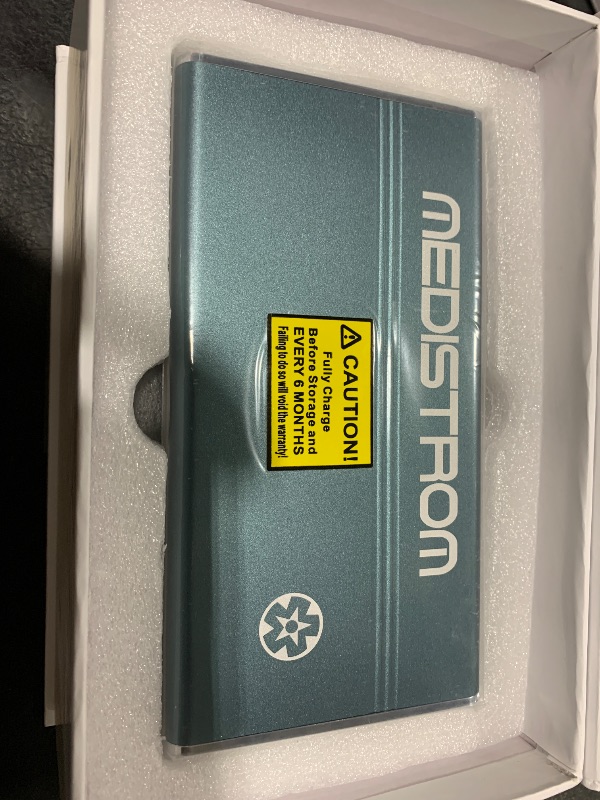 MEDISTROM
CAUTION!
Fully Charge
Before Storage and
EVERY 6 MONTHS
Failing to do so will void the warranty!